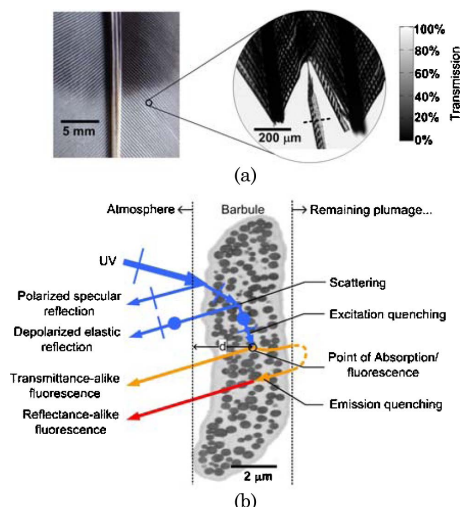 100%
80%
60%
40%
20%
0%
Transmission
5 mm
200 µm
(a)
Atmosphere
Barbule
Remaining plumage...
UV
Polarized specular
reflection
Depolarized elastic
reflection
Transmittance-alike
fluorescence
Reflectance-alike
fluorescence
Scattering
Excitation quenching
d
Point of Absorption/
fluorescence
Emission quenching
2 µm
(b)